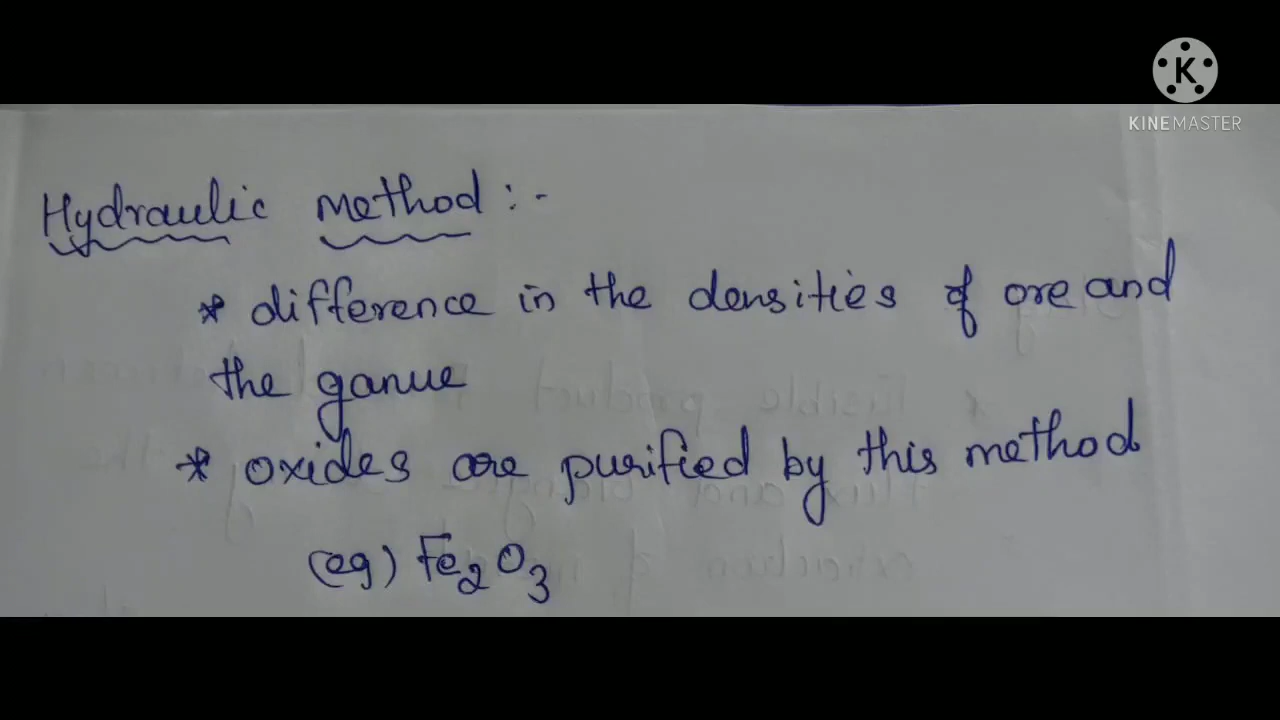 K
KINEMASTER
Hydraulic method :-
* difference in the densities of ore and
the ganue
* oxides are purified by this method
(eg) Fe₂O₃